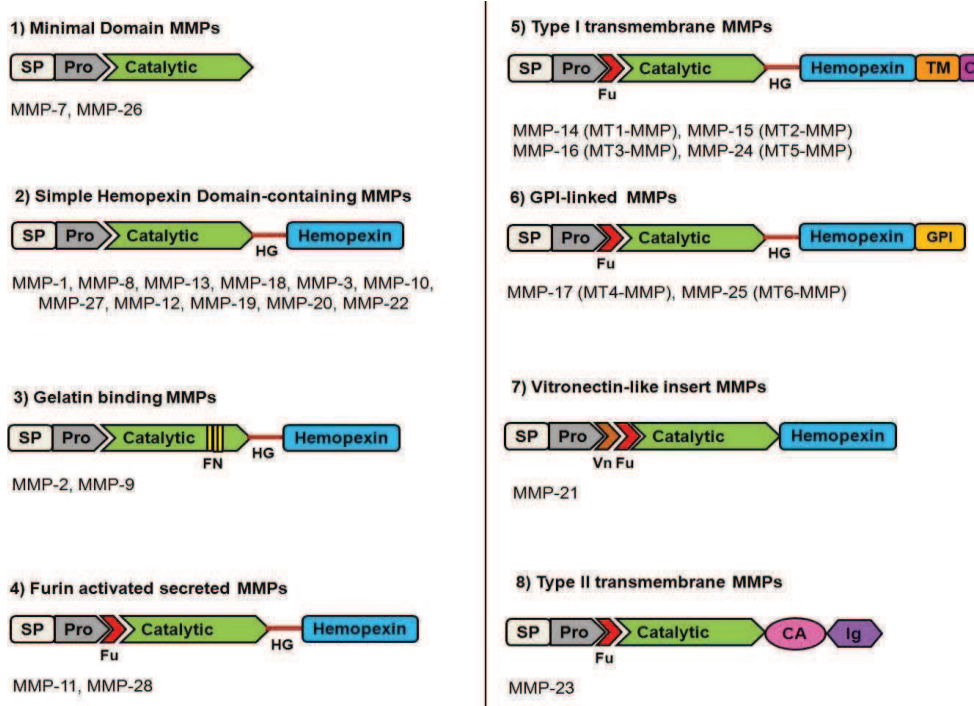 1) Minimal Domain MMPs
SP Pro Catalytic
MMP-7, MMP-26
2) Simple Hemopexin Domain-containing MMPs
SP Pro Catalytic Hemopexin
HG
MMP-1, MMP-8, MMP-13, MMP-18, MMP-3, MMP-10,
MMP-27, MMP-12, MMP-19, MMP-20, MMP-22
3) Gelatin binding MMPs
SP Pro Catalytic Hemopexin
FN HG
MMP-2, MMP-9
4) Furin activated secreted MMPs
SP Pro Catalytic Hemopexin
Fu HG
MMP-11, MMP-28
5) Type I transmembrane MMPs
SP Pro Catalytic Hemopexin TM C
Fu HG
MMP-14 (MT1-MMP), MMP-15 (MT2-MMP)
MMP-16 (MT3-MMP), MMP-24 (MT5-MMP)
6) GPI-linked MMPs
SP Pro Catalytic Hemopexin GPI
Fu HG
MMP-17 (MT4-MMP), MMP-25 (MT6-MMP)
7) Vitronectin-like insert MMPs
SP Pro Catalytic Hemopexin
Vn Fu
MMP-21
8) Type II transmembrane MMPs
SP Pro Catalytic CA Ig
Fu
MMP-23